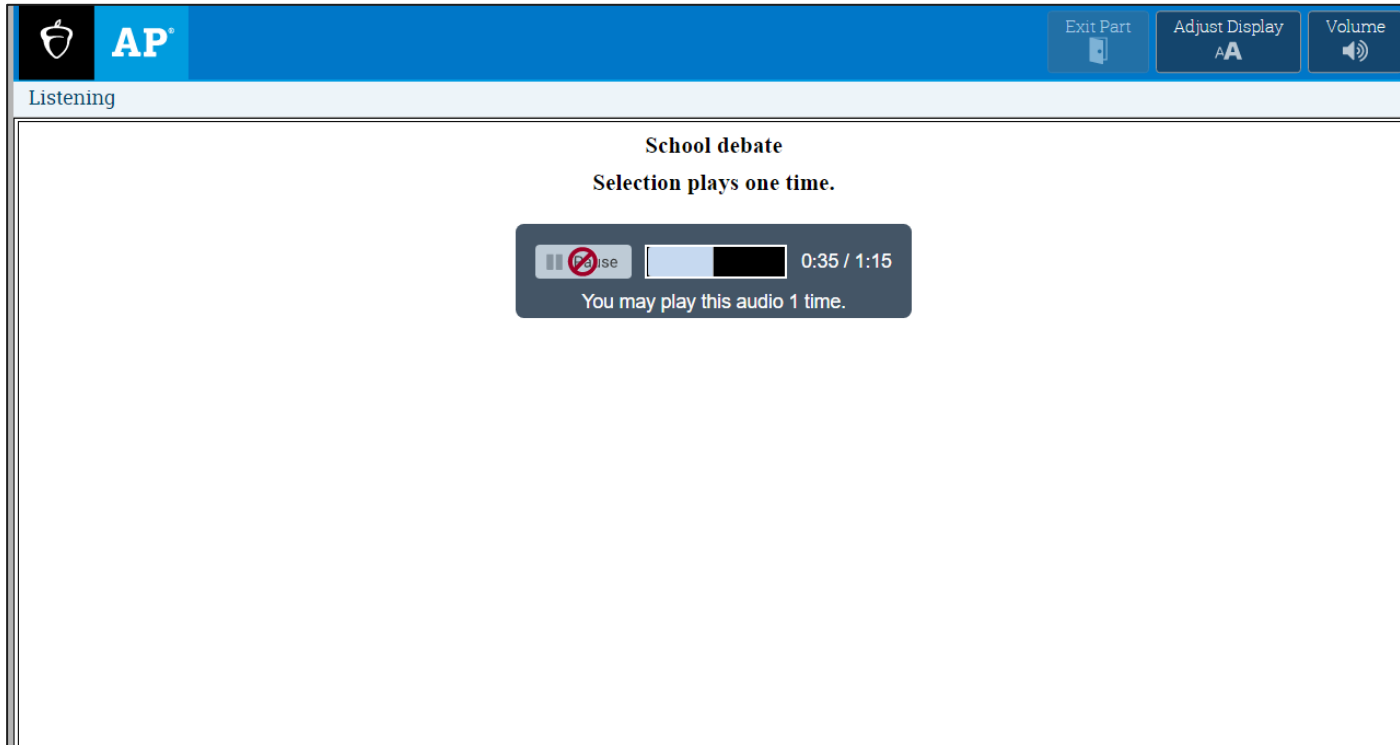 AP®
Exit Part
Adjust Display
AA
Volume
Listening
School debate
Selection plays one time.
Pause
0:35 / 1:15
You may play this audio 1 time.